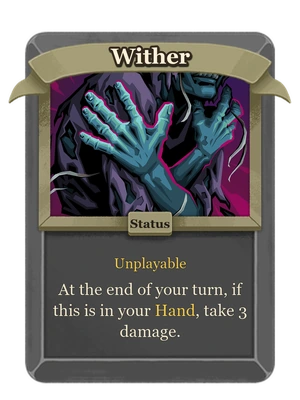 Wither
Status
Unplayable
At the end of your turn, if
this is in your Hand, take 3
damage.